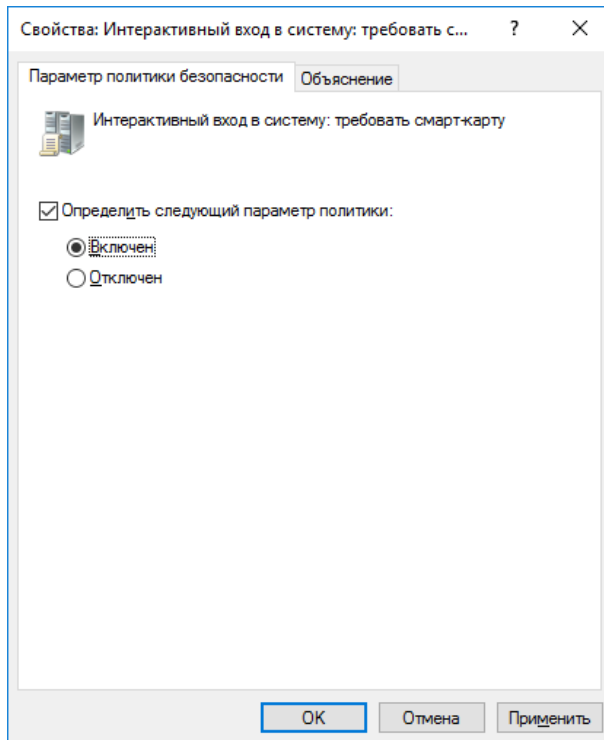 Свойства: Интерактивный вход в систему: требовать с... ?
Параметр политики безопасности Объяснение
Интерактивный вход в систему: требовать смарт-карту
Определить следующий параметр политики:
Включен
Отключен
OK Отмена Применить